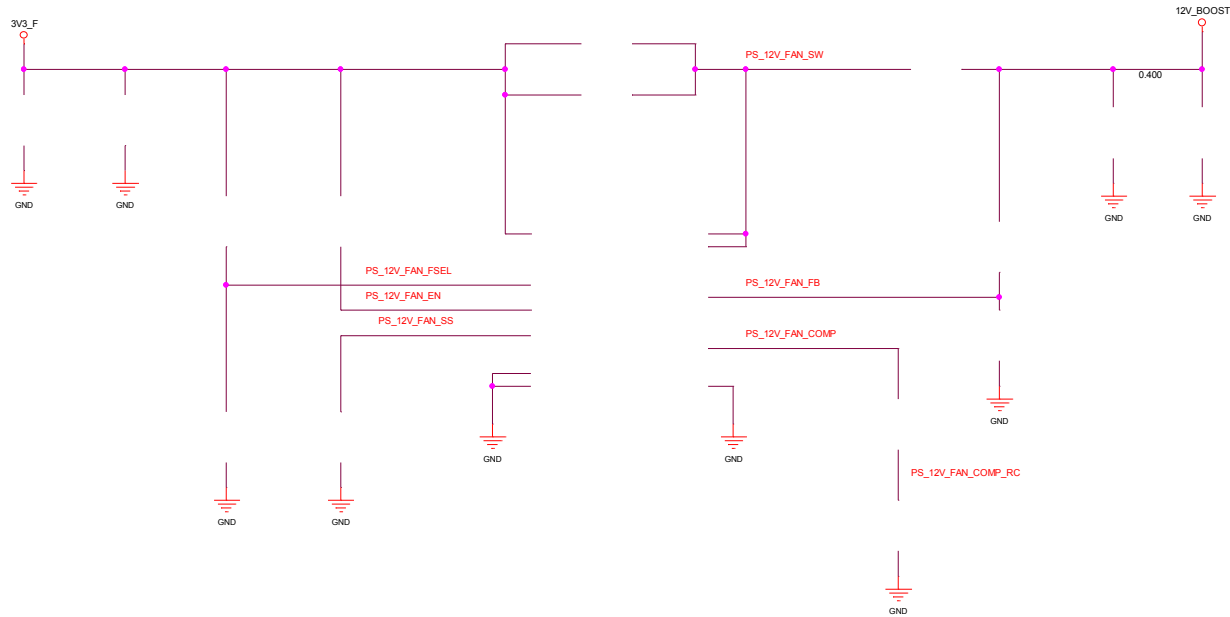 3V3_F
12V_BOOST
PS_12V_FAN_SW
0.400
GND
GND
GND
GND
PS_12V_FAN_FSEL
PS_12V_FAN_FB
PS_12V_FAN_EN
PS_12V_FAN_SS
PS_12V_FAN_COMP
GND
GND
GND
PS_12V_FAN_COMP_RC
GND
GND
GND